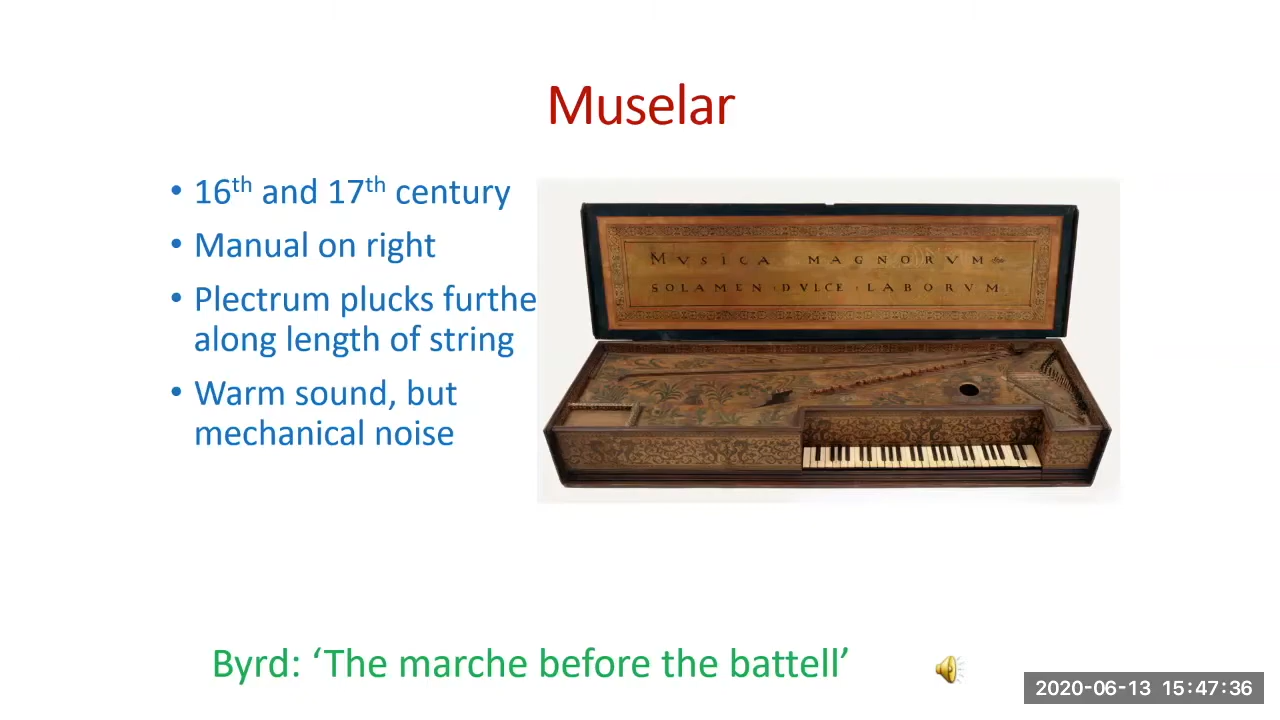 Muselar
• 16th and 17th century
• Manual on right
• Plectrum plucks furthe
along length of string
• Warm sound, but
mechanical noise
MVSICA MAGNORVM
SOLAMEN DVLCE LABORVM
Byrd: ‘The marche before the battell’
2020-06-13 15:47:36